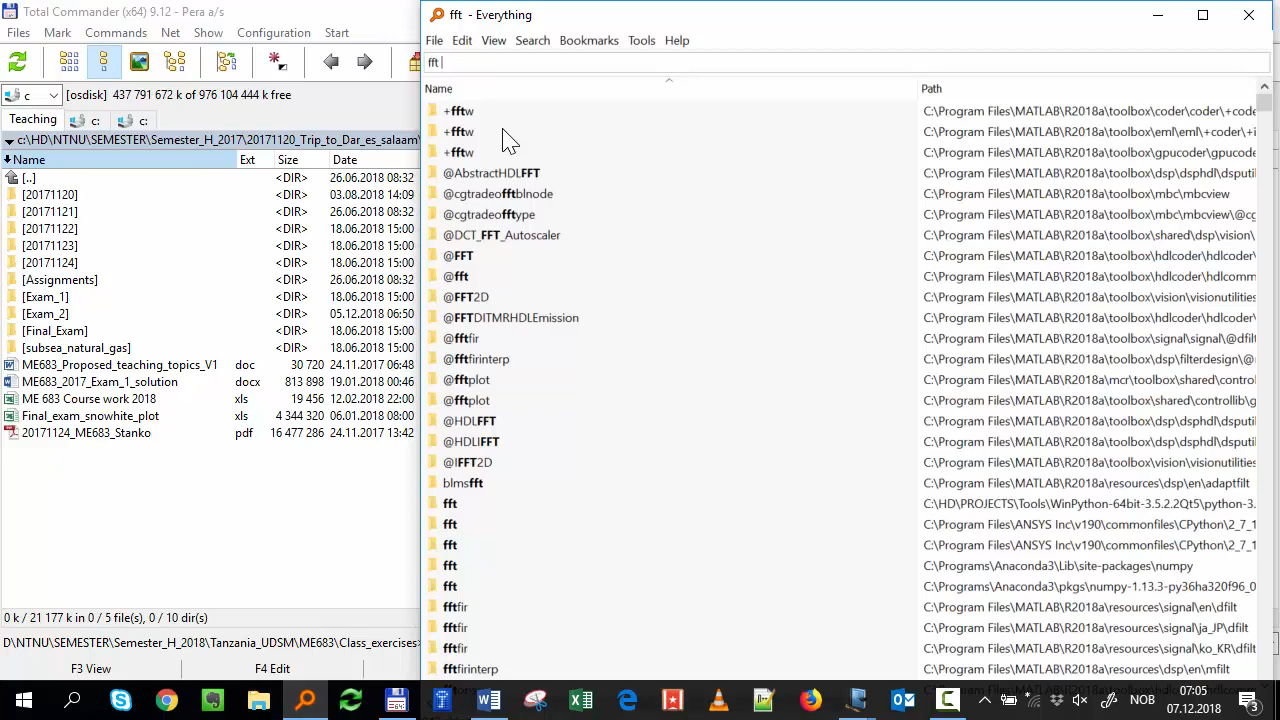 Total Commander (64-bit) 9.12 - Pera a/s
Files Mark Commands Net Show Configuration Start
c [osdisk] 437 791 672 k of 976 104 444 k free
Teaching c: c:
c:\HD\NTNU\SEMESTER\Semester_H_2017\20171120_Trip_to_Dar_es_salaam\
Name Ext Size Date
[..] <DIR> 26.06.2018 08:32
[20171120] <DIR> 03.08.2018 14:09
[20171121] <DIR> 26.06.2018 08:32
[20171122] <DIR> 18.06.2018 15:00
[20171123] <DIR> 18.06.2018 15:00
[20171124] <DIR> 18.06.2018 15:00
[Assignments] <DIR> 26.06.2018 08:32
[Exam_1] <DIR> 18.06.2018 15:00
[Exam_2] <DIR> 05.12.2018 06:50
[Final_Exam] <DIR> 18.06.2018 15:00
[subsea_natural_gas] <DIR> 18.06.2018 15:00
ME683_Proposed_teaching_topics_V1 doc 30 720 24.11.2017 06:48
ME683_2017_Exam_1_solution docx 813 898 19.01.2018 00:46
ME 683 Course work 2018 xls 19 456 12.02.2018 22:00
Final_exam_snowhite_plot xls 4 344 320 06.01.2018 08:00
20171124_ME683_Stanko pdf 16 477 286 24.11.2017 13:42
0 k / 21 177 k in 0 / 5 file(s), 0 / 10 dir(s)
D:\NTNU\SEMESTER\Semester_H_2018\Tanzania_UDSM\ME683\Class_exercises>
F3 View F4 Edit
fft - Everything
File Edit View Search Bookmarks Tools Help
fft
Name Path
+fftw C:\Program Files\MATLAB\R2018a\toolbox\coder\coder\+code
+fftw C:\Program Files\MATLAB\R2018a\toolbox\eml\eml\+coder\+i
+fftw C:\Program Files\MATLAB\R2018a\toolbox\gpucoder\gpucode
@AbstractHDLFFT C:\Program Files\MATLAB\R2018a\toolbox\dsp\dsphdl\dsputi
@cgtradeofftblnode C:\Program Files\MATLAB\R2018a\toolbox\mbc\mbcview
@cgtradeofftype C:\Program Files\MATLAB\R2018a\toolbox\mbc\mbcview\@cg
@DCT_FFT_Autoscaler C:\Program Files\MATLAB\R2018a\toolbox\shared\dsp\vision\
@FFT C:\Program Files\MATLAB\R2018a\toolbox\hdlcoder\hdlcoder
@fft C:\Program Files\MATLAB\R2018a\toolbox\hdlcoder\hdlcomm
@FFT2D C:\Program Files\MATLAB\R2018a\toolbox\vision\visionutilities
@FFTDITMRHDLEmission C:\Program Files\MATLAB\R2018a\toolbox\hdlcoder\hdlcoder
@fftfir C:\Program Files\MATLAB\R2018a\toolbox\signal\signal\@dfilt
@fftfirinterp C:\Program Files\MATLAB\R2018a\toolbox\dsp\filterdesign\@
@fftplot C:\Program Files\MATLAB\R2018a\mcr\toolbox\shared\contro
@fftplot C:\Program Files\MATLAB\R2018a\toolbox\shared\controllib\g
@HDLFFT C:\Program Files\MATLAB\R2018a\toolbox\dsp\dsphdl\dsputi
@HDLIFFT C:\Program Files\MATLAB\R2018a\toolbox\dsp\dsphdl\dsputi
@IFFT2D C:\Program Files\MATLAB\R2018a\toolbox\vision\visionutilities
blmsfft C:\Program Files\MATLAB\R2018a\resources\dsp\en\adaptfilt
fft C:\HD\PROJECTS\Tools\WinPython-64bit-3.5.2.2Qt5\python-3.
fft C:\Program Files\ANSYS Inc\v190\commonfiles\CPython\2_7_1
fft C:\Program Files\ANSYS Inc\v190\commonfiles\CPython\2_7_1
fft C:\Programs\Anaconda3\Lib\site-packages\numpy
fft C:\Programs\Anaconda3\pkgs\numpy-1.13.3-py36ha320f96_0
fftfir C:\Program Files\MATLAB\R2018a\resources\signal\en\dfilt
fftfir C:\Program Files\MATLAB\R2018a\resources\signal\ja_JP\dfilt
fftfir C:\Program Files\MATLAB\R2018a\resources\signal\ko_KR\dfilt
fftfirinterp C:\Program Files\MATLAB\R2018a\resources\dsp\en\mfilt
NOB
07:05
07.12.2018
3